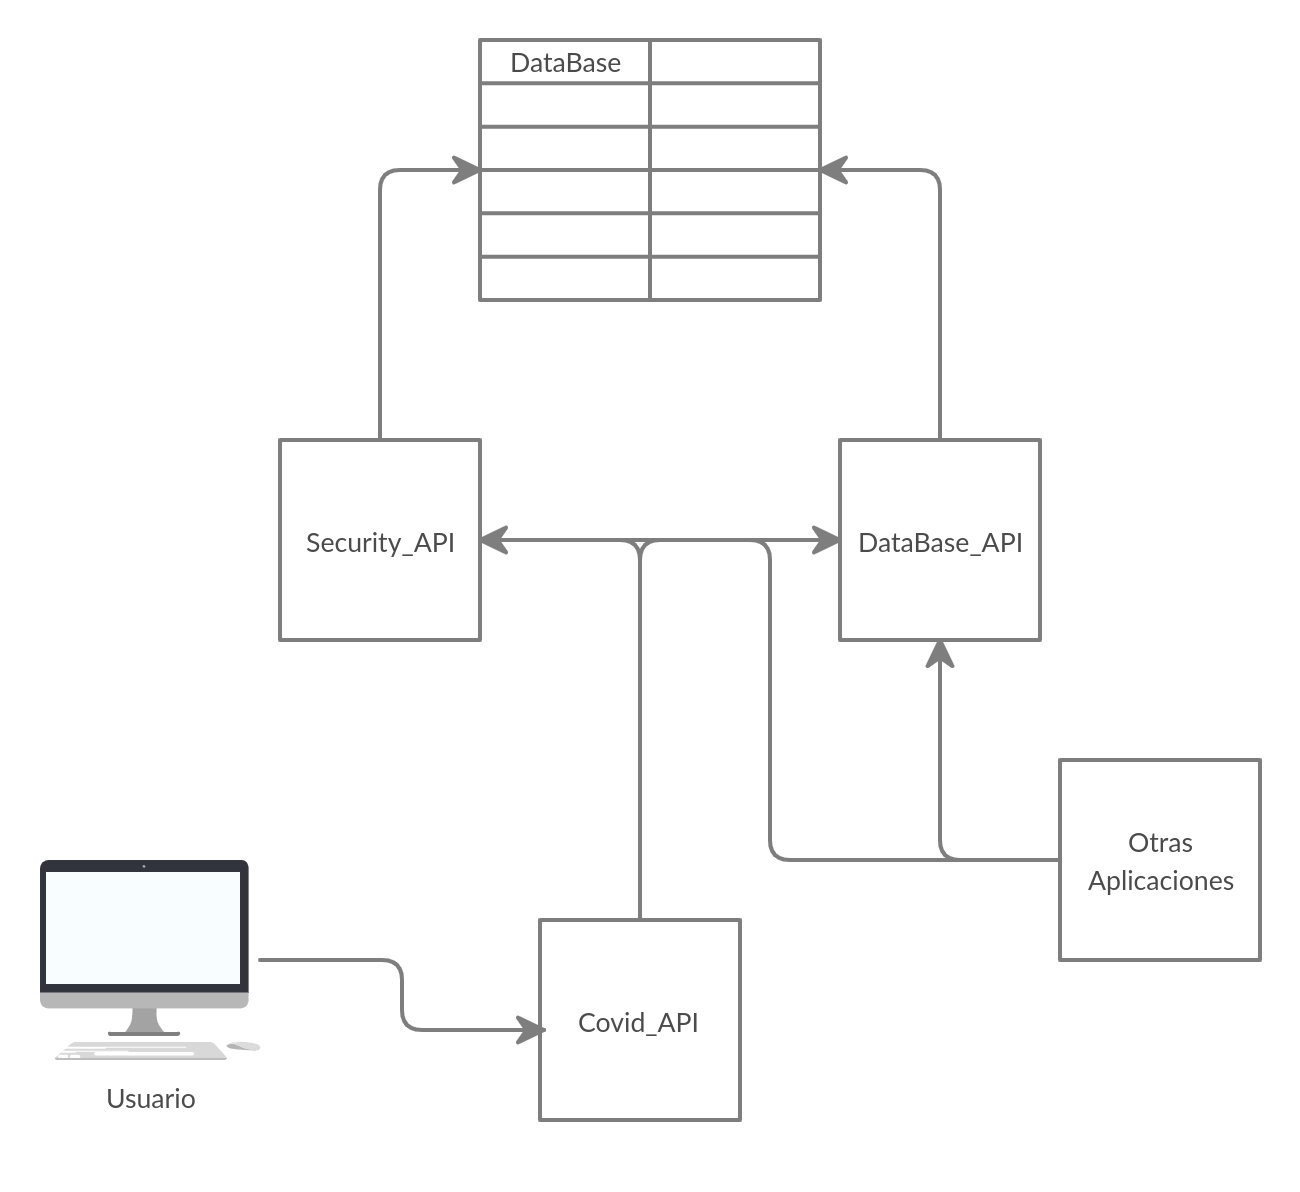 DataBase
Security_API
DataBase_API
Otras
Aplicaciones
Covid_API
Usuario